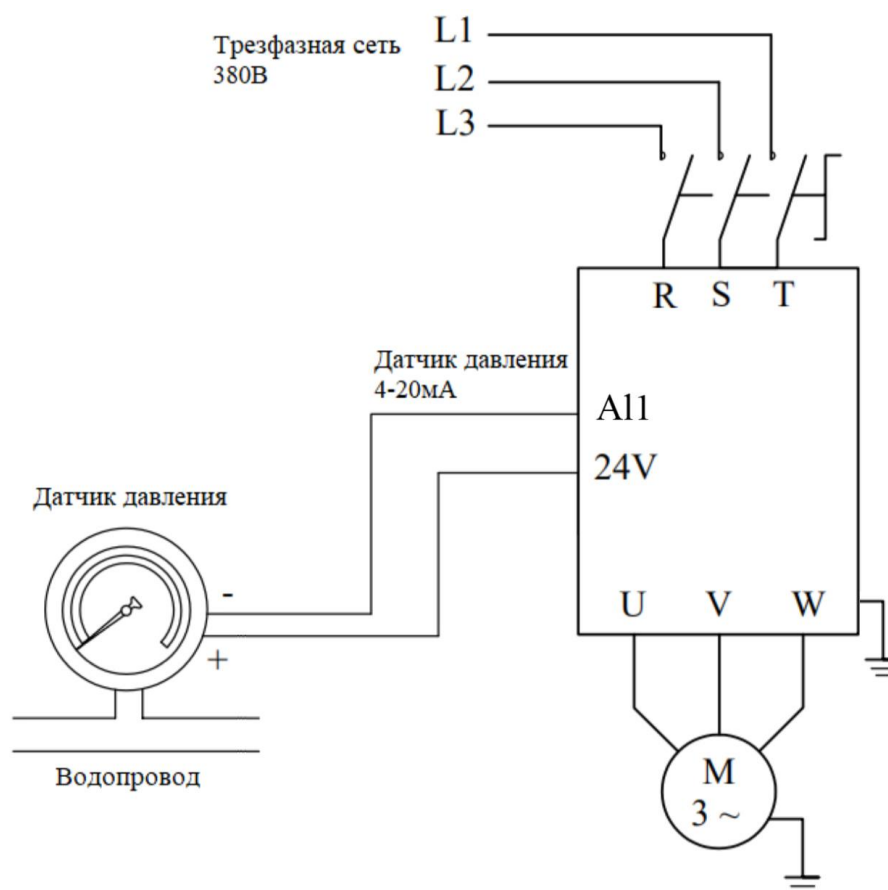 Трезфазная сеть
380В
L1
L2
L3
R S T
Датчик давления
4-20мА
Al1
24V
Датчик давления
-
+
U V W
M
3 ~
Водопровод